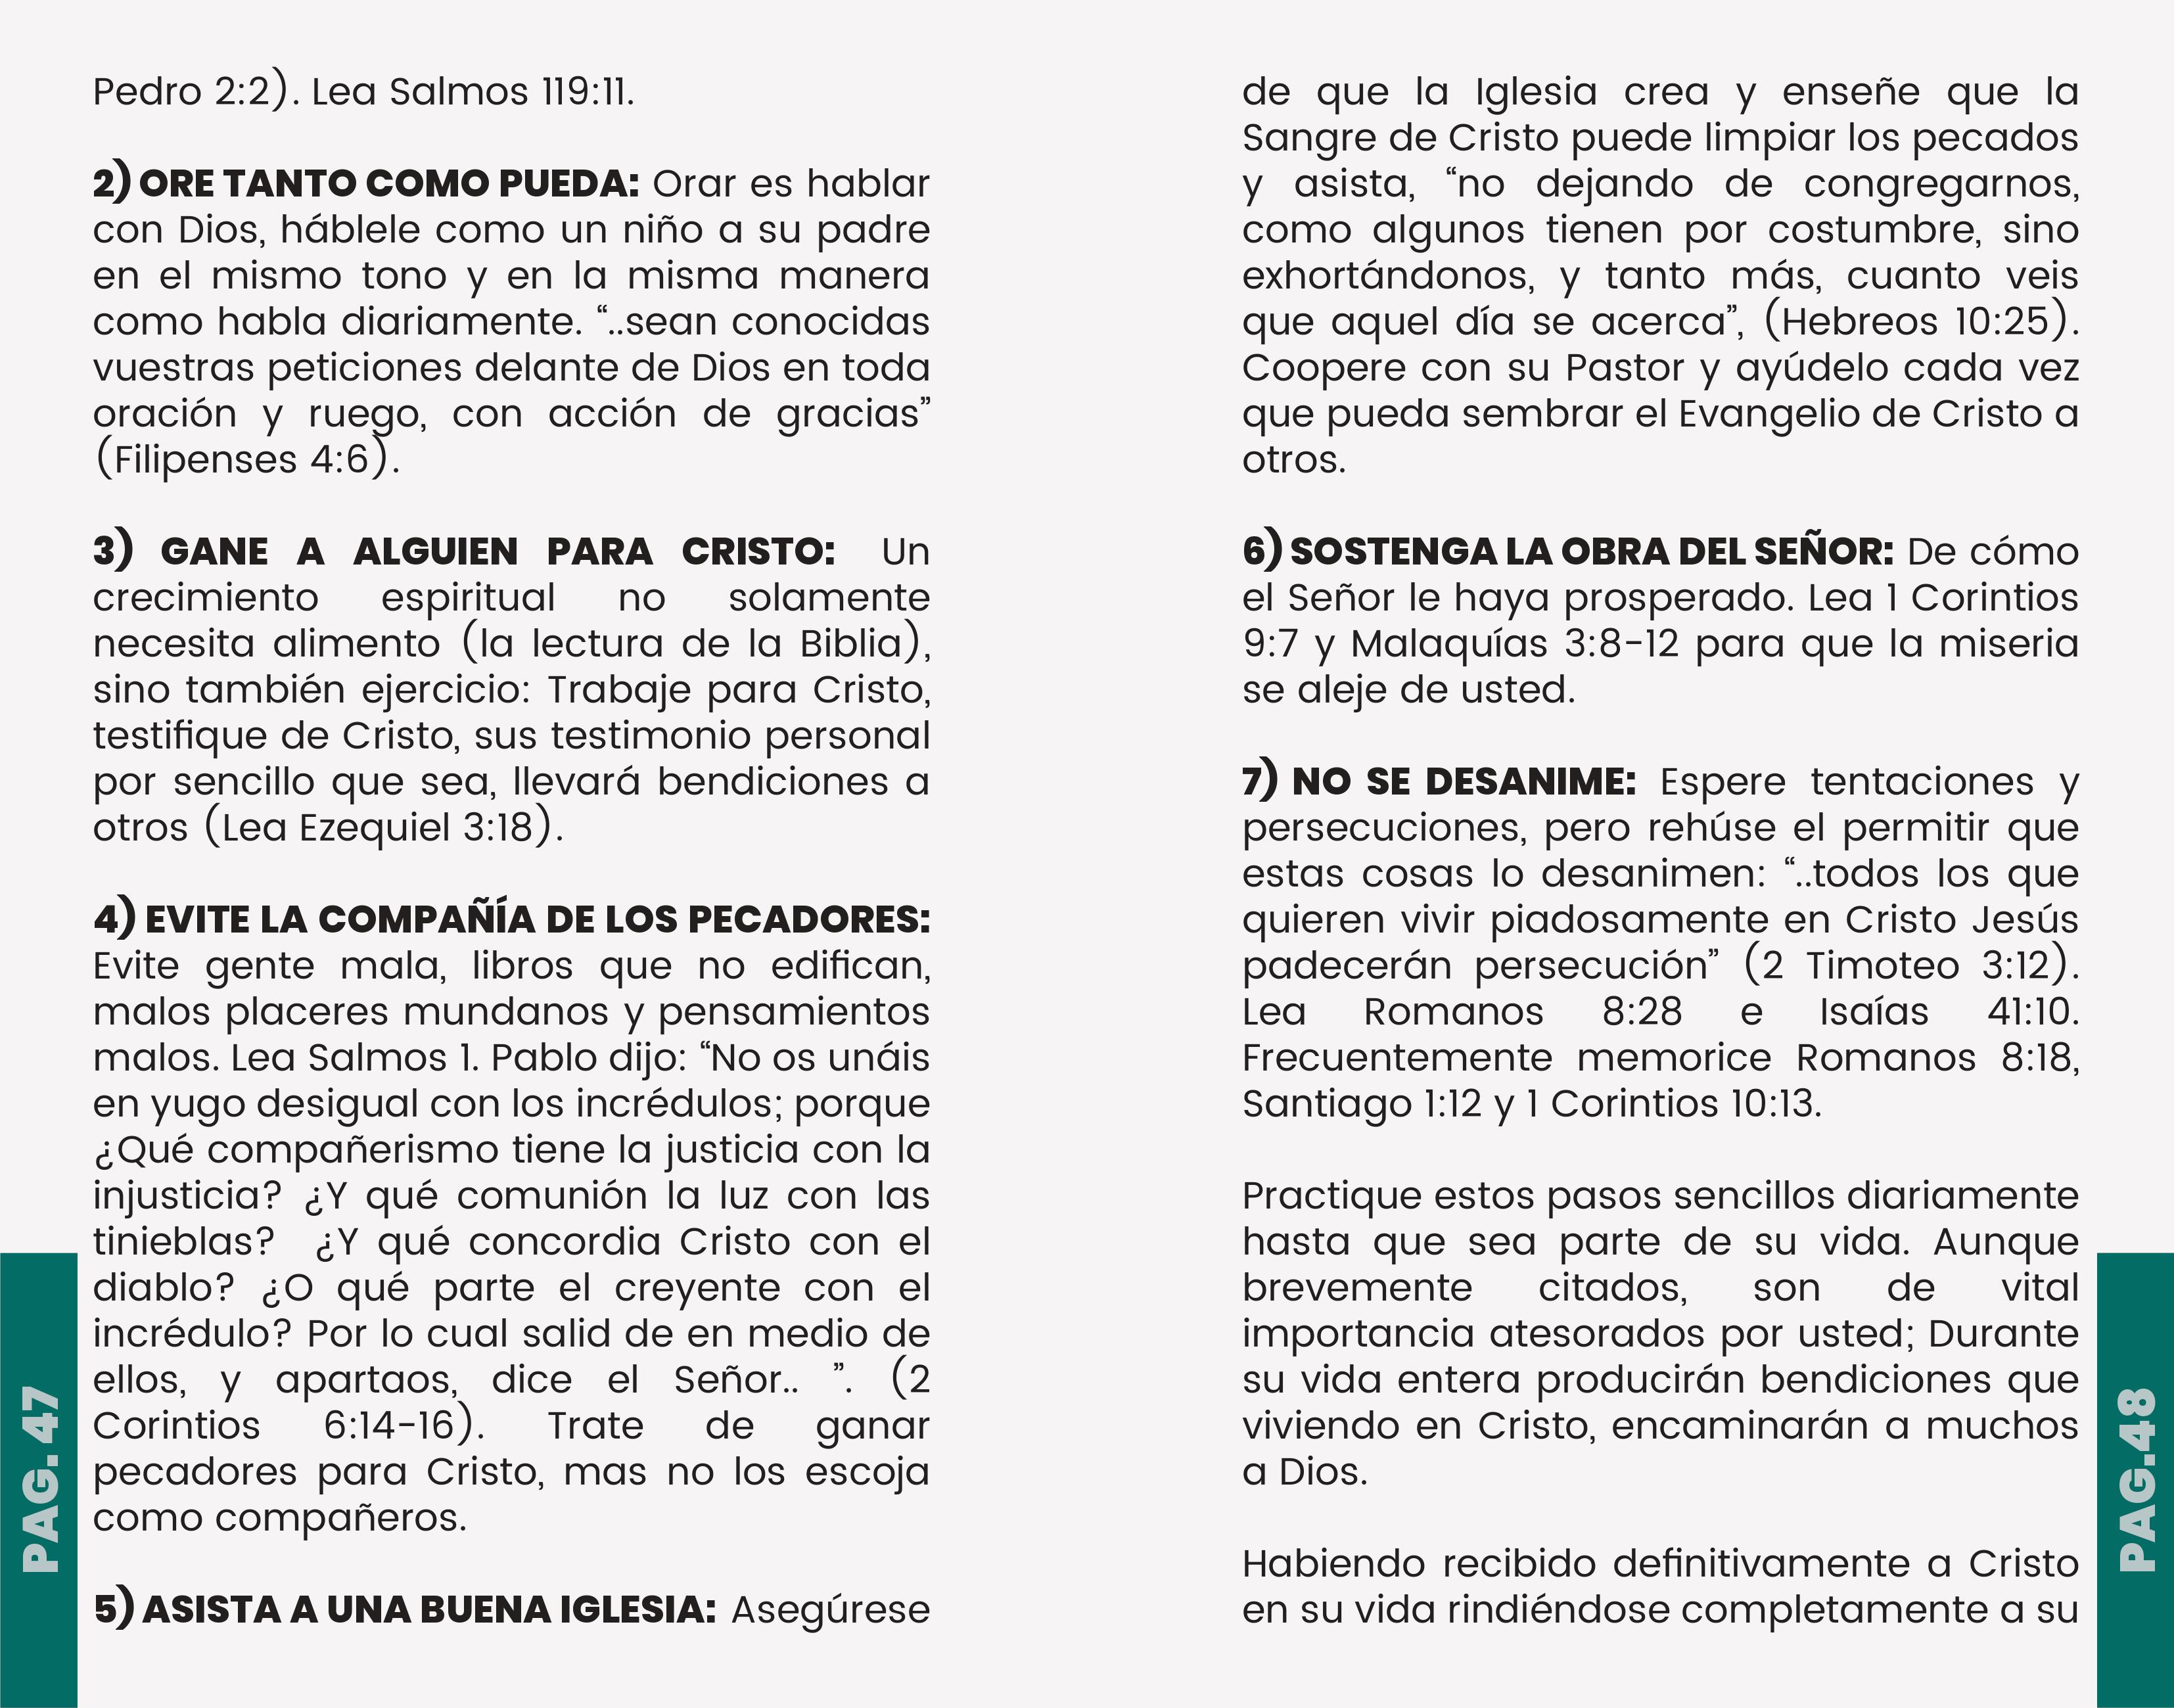 Pedro 2:2). Lea Salmos 119:11.
2) ORE TANTO COMO PUEDA: Orar es hablar
con Dios, háblele como un niño a su padre
en el mismo tono y en la misma manera
como habla diariamente. “..sean conocidas
vuestras peticiones delante de Dios en toda
oración y ruego, con acción de gracias”
(Filipenses 4:6).
3) GANE A ALGUIEN PARA CRISTO: Un
crecimiento espiritual no solamente
necesita alimento (la lectura de la Biblia),
sino también ejercicio: Trabaje para Cristo,
testifique de Cristo, sus testimonio personal
por sencillo que sea, llevará bendiciones a
otros (Lea Ezequiel 3:18).
4) EVITE LA COMPAÑÍA DE LOS PECADORES:
Evite gente mala, libros que no edifican,
malos placeres mundanos y pensamientos
malos. Lea Salmos 1. Pablo dijo: “No os unáis
en yugo desigual con los incrédulos; porque
¿Qué compañerismo tiene la justicia con la
injusticia? ¿Y qué comunión la luz con las
tinieblas? ¿Y qué concordia Cristo con el
diablo? ¿O qué parte el creyente con el
incrédulo? Por lo cual salid de en medio de
ellos, y apartaos, dice el Señor.. ”. (2
Corintios 6:14-16). Trate de ganar
pecadores para Cristo, mas no los escoja
como compañeros.
5) ASISTA A UNA BUENA IGLESIA: Asegúrese
PAG. 47
de que la Iglesia crea y enseñe que la
Sangre de Cristo puede limpiar los pecados
y asista, “no dejando de congregarnos,
como algunos tienen por costumbre, sino
exhortándonos, y tanto más, cuanto veis
que aquel día se acerca”, (Hebreos 10:25).
Coopere con su Pastor y ayúdelo cada vez
que pueda sembrar el Evangelio de Cristo a
otros.
6) SOSTENGA LA OBRA DEL SEÑOR: De cómo
el Señor le haya prosperado. Lea 1 Corintios
9:7 y Malaquías 3:8-12 para que la miseria
se aleje de usted.
7) NO SE DESANIME: Espere tentaciones y
persecuciones, pero rehúse el permitir que
estas cosas lo desanimen: “..todos los que
quieren vivir piadosamente en Cristo Jesús
padecerán persecución” (2 Timoteo 3:12).
Lea Romanos 8:28 e Isaías 41:10.
Frecuentemente memorice Romanos 8:18,
Santiago 1:12 y 1 Corintios 10:13.
Practique estos pasos sencillos diariamente
hasta que sea parte de su vida. Aunque
brevemente citados, son de vital
importancia atesorados por usted; Durante
su vida entera producirán bendiciones que
viviendo en Cristo, encaminarán a muchos
a Dios.
Habiendo recibido definitivamente a Cristo
en su vida rindiéndose completamente a su
PAG.48